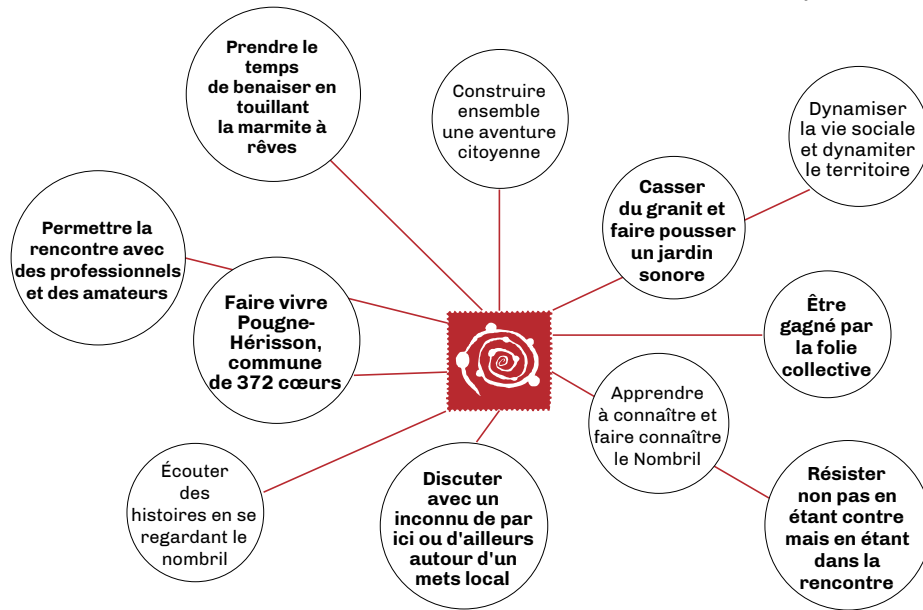 Prendre le
temps
de benaiser en
touillant
la marmite à
rêves
Construire
ensemble
une aventure
citoyenne
Dynamiser
la vie sociale
et dynamiter
le territoire
Casser
du granit et
faire pousser
un jardin
sonore
Permettre la
rencontre avec
des professionnels
et des amateurs
Faire vivre
Pougne-
Hérisson,
commune
de 372 cœurs
Être
gagné par
la folie
collective
Apprendre
à connaître et
faire connaître
le Nombril
Écouter
des
histoires en se
regardant le
nombril
Discuter
avec un
inconnu de par
ici ou d'ailleurs
autour d'un
mets local
Résister
non pas en
étant contre
mais en étant
dans la
rencontre